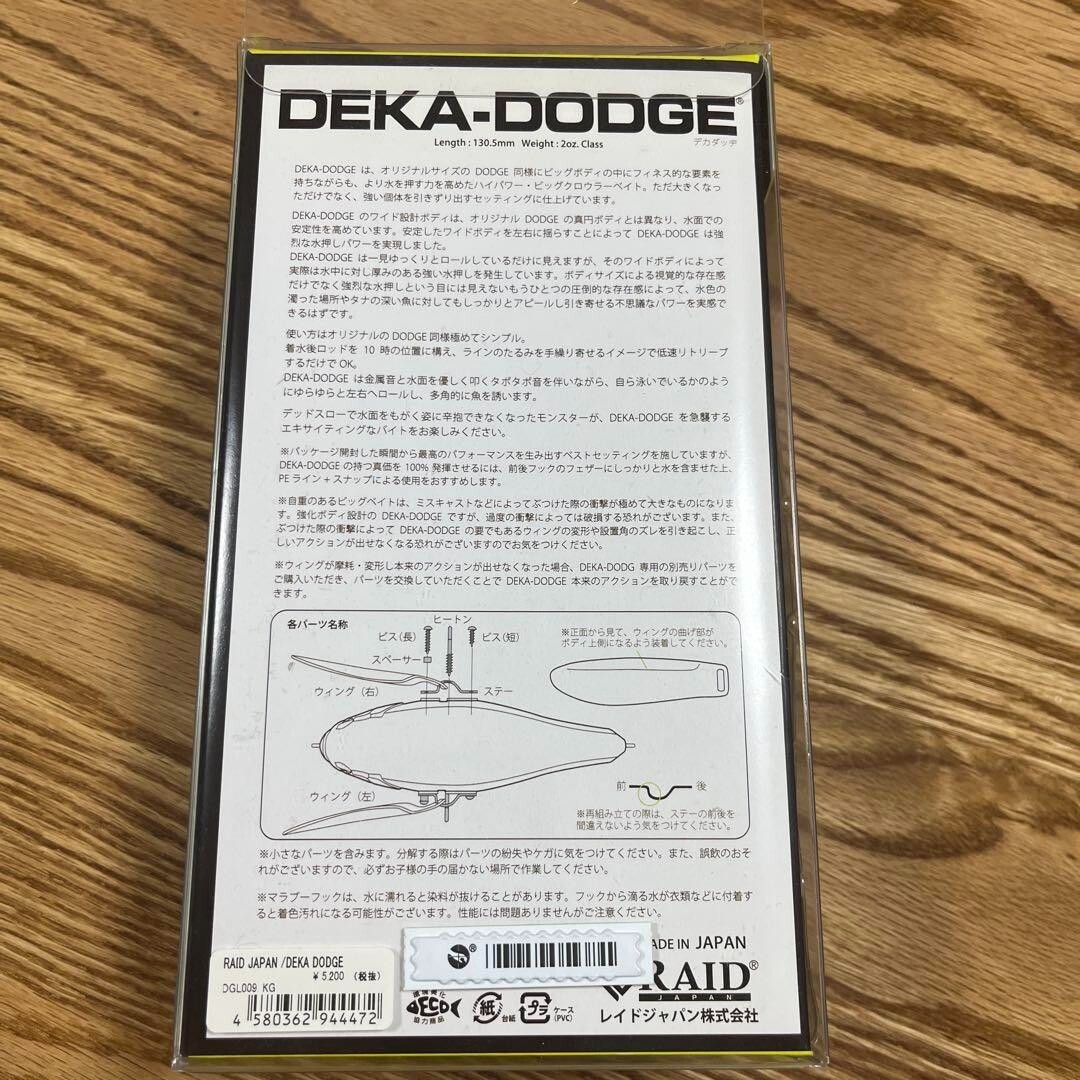 DEKA-DODGE®
デカダッヂ
Length : 130.5mm Weight : 2oz. Class
DEKA-DODGE は、オリジナルサイズの DODGE 同様にビッグボディの中にフィネス的な要素を
持ちながらも、より水を押す力を高めたハイパワー・ビッグクロウラーベイト。ただ大きくなっ
ただけでなく、強い個体を引きずり出すセッティングに仕上げています。
DEKA-DODGE のワイド設計ボディは、オリジナル DODGE の真円ボディとは異なり、水面での
安定性を高めています。安定したワイドボディを左右に揺らすことによって DEKA-DODGE は強
烈な水押しパワーを実現しました。
DEKA-DODGE は一見ゆっくりとロールしているだけに見えますが、そのワイドボディによって
実際は水中に対し厚みのある強い水押しを発生しています。ボディサイズによる視覚的な存在感
だけでなく強烈な水押しという目には見えないもうひとつの圧倒的な存在感によって、水色の
濁った場所やタナの深い魚に対してもしっかりとアピールし引き寄せる不思議なパワーを実感で
きるはずです。
使い方はオリジナルの DODGE 同様極めてシンプル。
着水後ロッドを 10 時の位置に構え、ラインのたるみを手繰り寄せるイメージで低速リトリーブ
するだけで OK。
DEKA-DODGE は金属音と水面を優しく叩くタポタポ音を伴いながら、自ら泳いでいるかのよう
にゆらゆらと左右へロールし、多角的に魚を誘います。
デッドスローで水面をもがく姿に辛抱できなくなったモンスターが、DEKA-DODGE を急襲する
エキサイティングなバイトをお楽しみください。
※パッケージ開封した瞬間から最高のパフォーマンスを生み出すベストセッティングを施していますが、
DEKA-DODGE の持つ真価を 100% 発揮させるには、前後フックのフェザーにしっかりと水を含ませた上、
PE ライン + スナップによる使用をおすすめします。
※自重のあるビッグベイトは、ミスキャストなどによってぶつけた際の衝撃が極めて大きなものになりま
す。強化ボディ設計の DEKA-DODGE ですが、過度の衝撃によっては破損する恐れがございます。また、
ぶつけた際の衝撃によって DEKA-DODGE の要でもあるウィングの変形や設置角のズレを引き起こし、正
しいアクションが出せなくなる恐れがございますのでお気をつけください。
※ウィングが摩耗・変形し本来のアクションが出せなくなった場合、DEKA-DODG 専用の別売りパーツを
ご購入いただき、パーツを交換していただくことで DEKA-DODGE 本来のアクションを取り戻すことがで
きます。
各パーツ名称
ヒートン
ビス(長)
ビス(短)
スペーサー
ウィング（右）
ステー
※正面から見て、ウィングの曲げ部が
ボディ上側になるよう装着してください。
ウィング（左）
前
後
※再組み立ての際は、ステーの前後を
間違えないよう気をつけてください。
※小さなパーツを含みます。分解する際はパーツの紛失やケガに気をつけてください。また、誤飲のおそ
れがございますので、必ずお子様の手の届かない場所で作業してください。
※マラブーフックは、水に濡れると染料が抜けることがあります。フックから滴る水が衣類などに付着す
ると着色汚れになる可能性がございます。性能には問題ありませんがご注意ください。
ADE IN JAPAN
RAID®
JAPAN
レイドジャパン株式会社
RAID JAPAN /DEKA DODGE
￥5,200 （税抜）
DGL009 KG
4 580362 944472
®
ECO
協力商品
紙
台紙
プラ
ケース
(PVC)